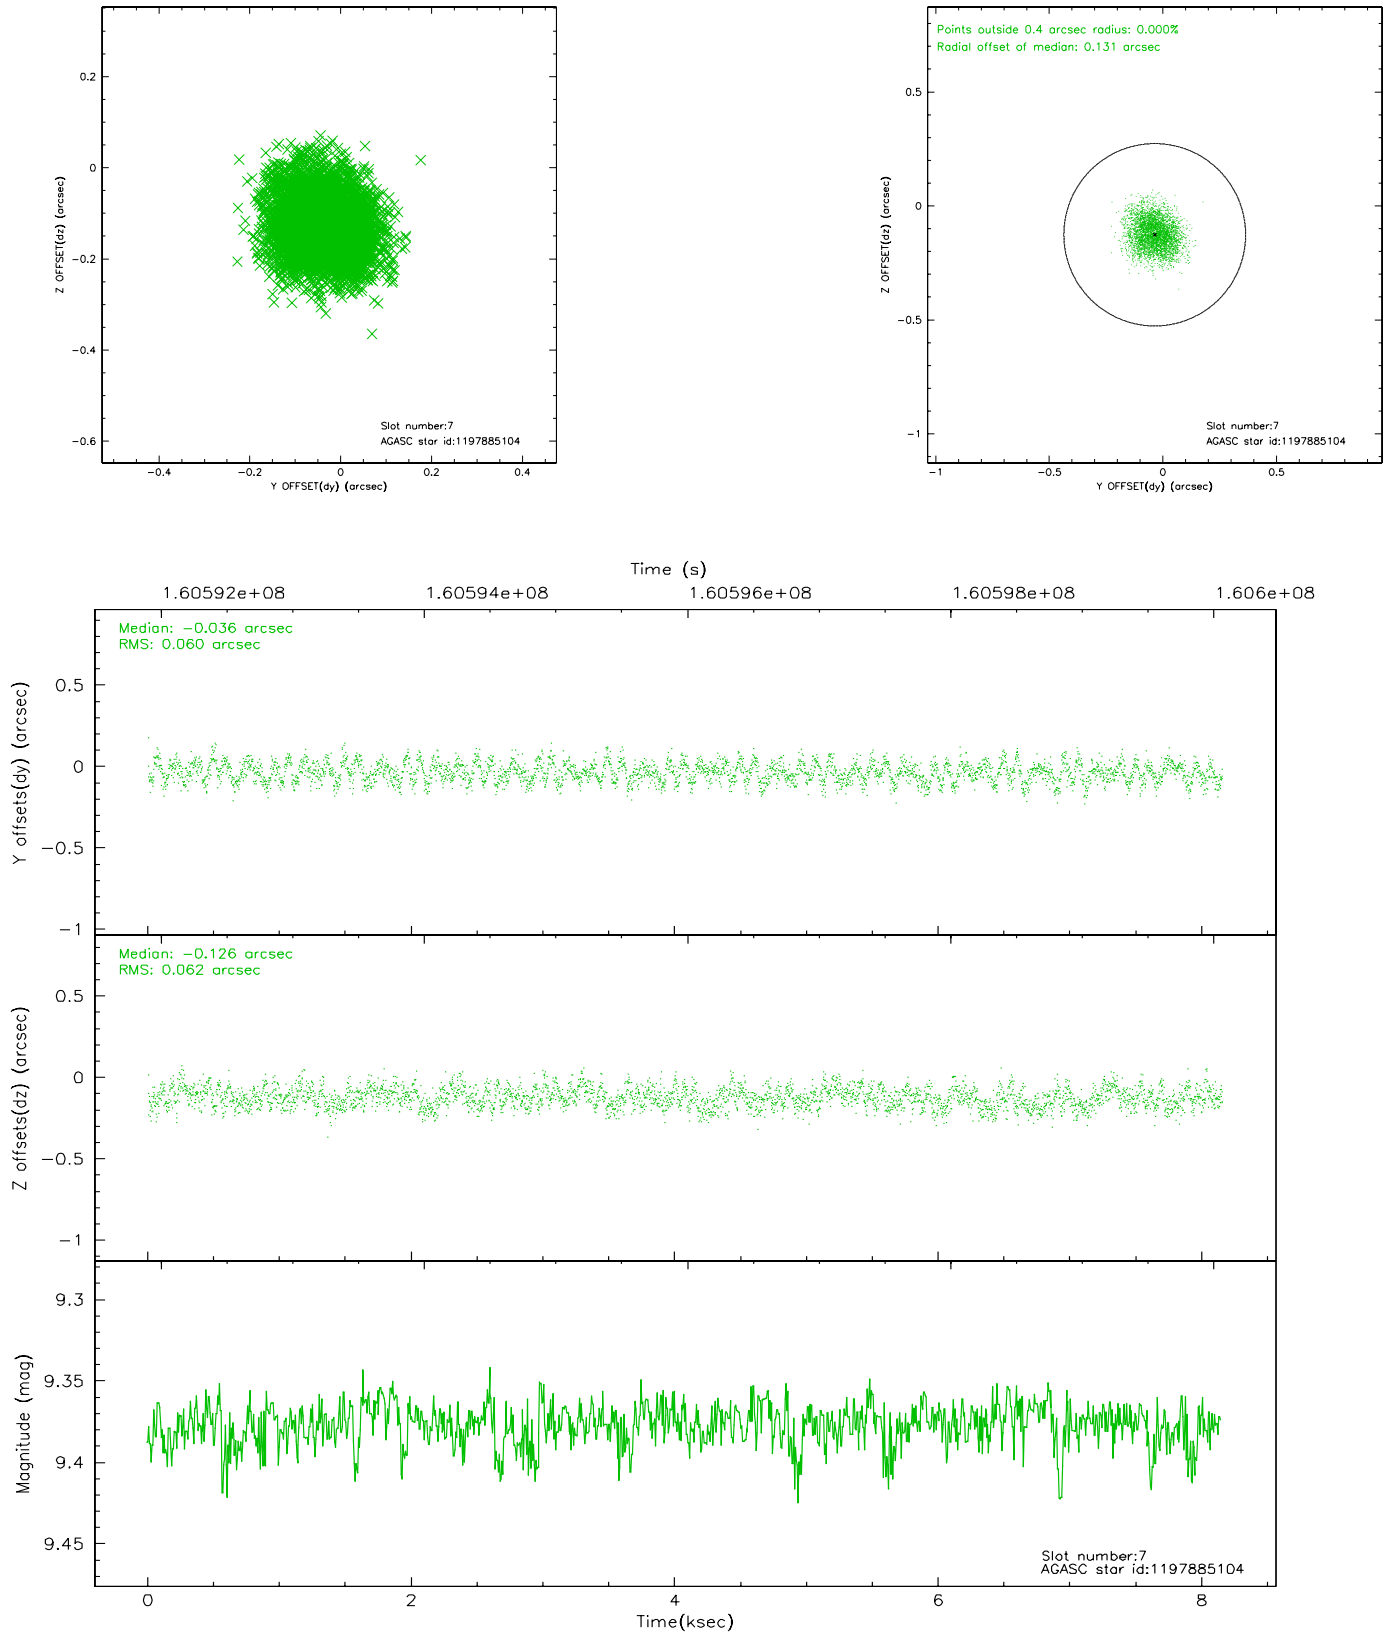 0.2
0
−0.2
−0.4
−0.6
Z OFFSET(dz) (arcsec)
Slot number:7
AGASC star id:1197885104
−0.4
−0.2
0
0.2
0.4
Y OFFSET(dy) (arcsec)
Points outside 0.4 arcsec radius: 0.000%
Radial offset of median: 0.131 arcsec
0.5
0
−0.5
−1
Z OFFSET(dz) (arcsec)
Slot number:7
AGASC star id:1197885104
−1
−0.5
0
0.5
Y OFFSET(dy) (arcsec)
Time (s)
1.60592e+08
1.60594e+08
1.60596e+08
1.60598e+08
1.606e+08
Median: −0.036 arcsec
RMS: 0.060 arcsec
0.5
0
−0.5
−1
Y offsets(dy) (arcsec)
Median: −0.126 arcsec
RMS: 0.062 arcsec
0.5
0
−0.5
−1
Z offsets(dz) (arcsec)
9.3
9.35
9.4
9.45
Magnitude (mag)
Slot number:7
AGASC star id:1197885104
0
2
4
6
8
Time(ksec)